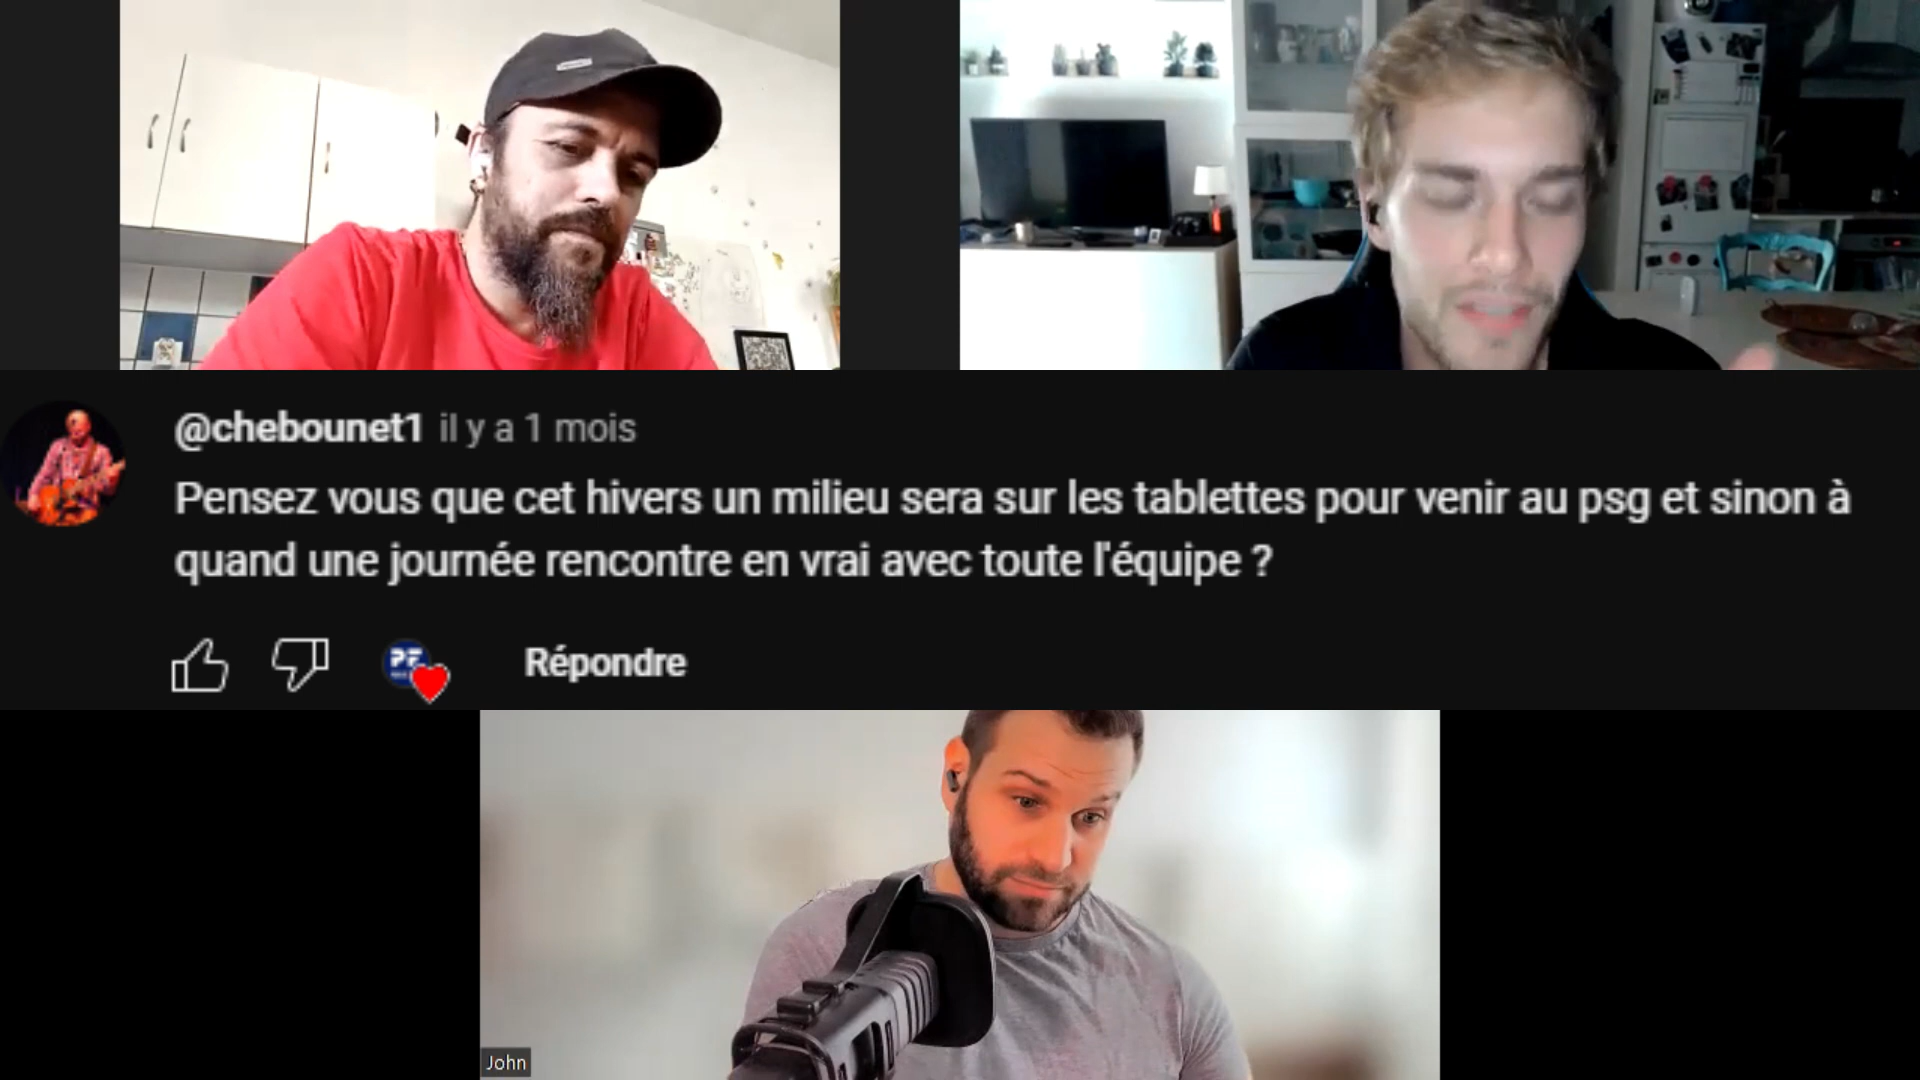 @chebounet1 il y a 1 mois
Pensez vous que cet hivers un milieu sera sur les tablettes pour venir au psg et sinon à
quand une journée rencontre en vrai avec toute l'équipe ?
PF
Répondre
John